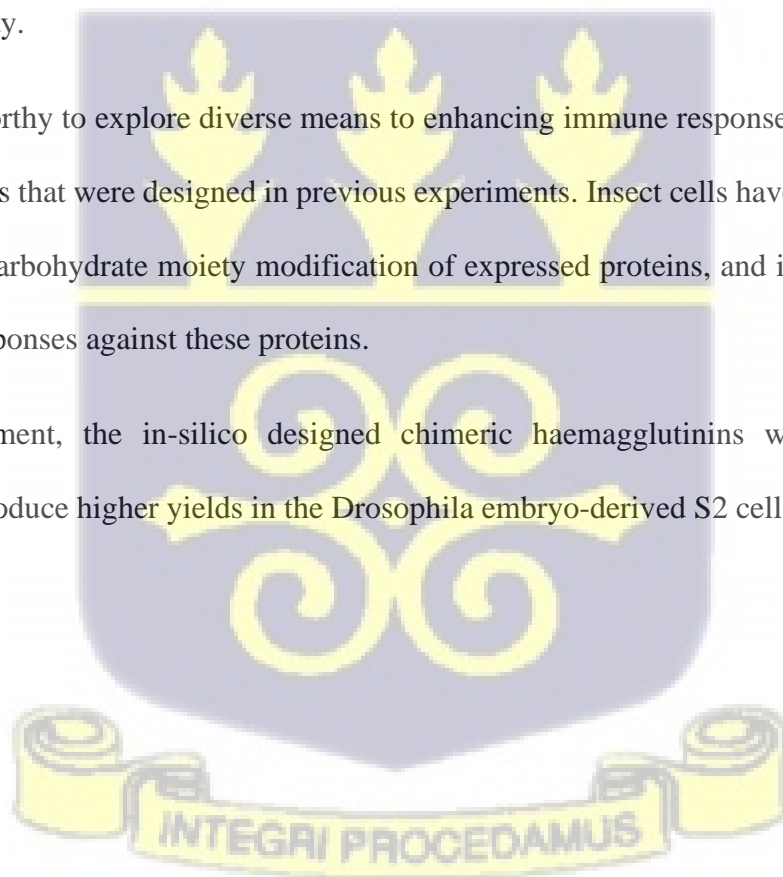 y.
rthy to explore diverse means to enhancing immune response
s that were designed in previous experiments. Insect cells have
arbohydrate moiety modification of expressed proteins, and i
ponses against these proteins.
ment, the in-silico designed chimeric haemagglutinins w
oduce higher yields in the Drosophila embryo-derived S2 cell
INTEGRI PROCEDAMUS